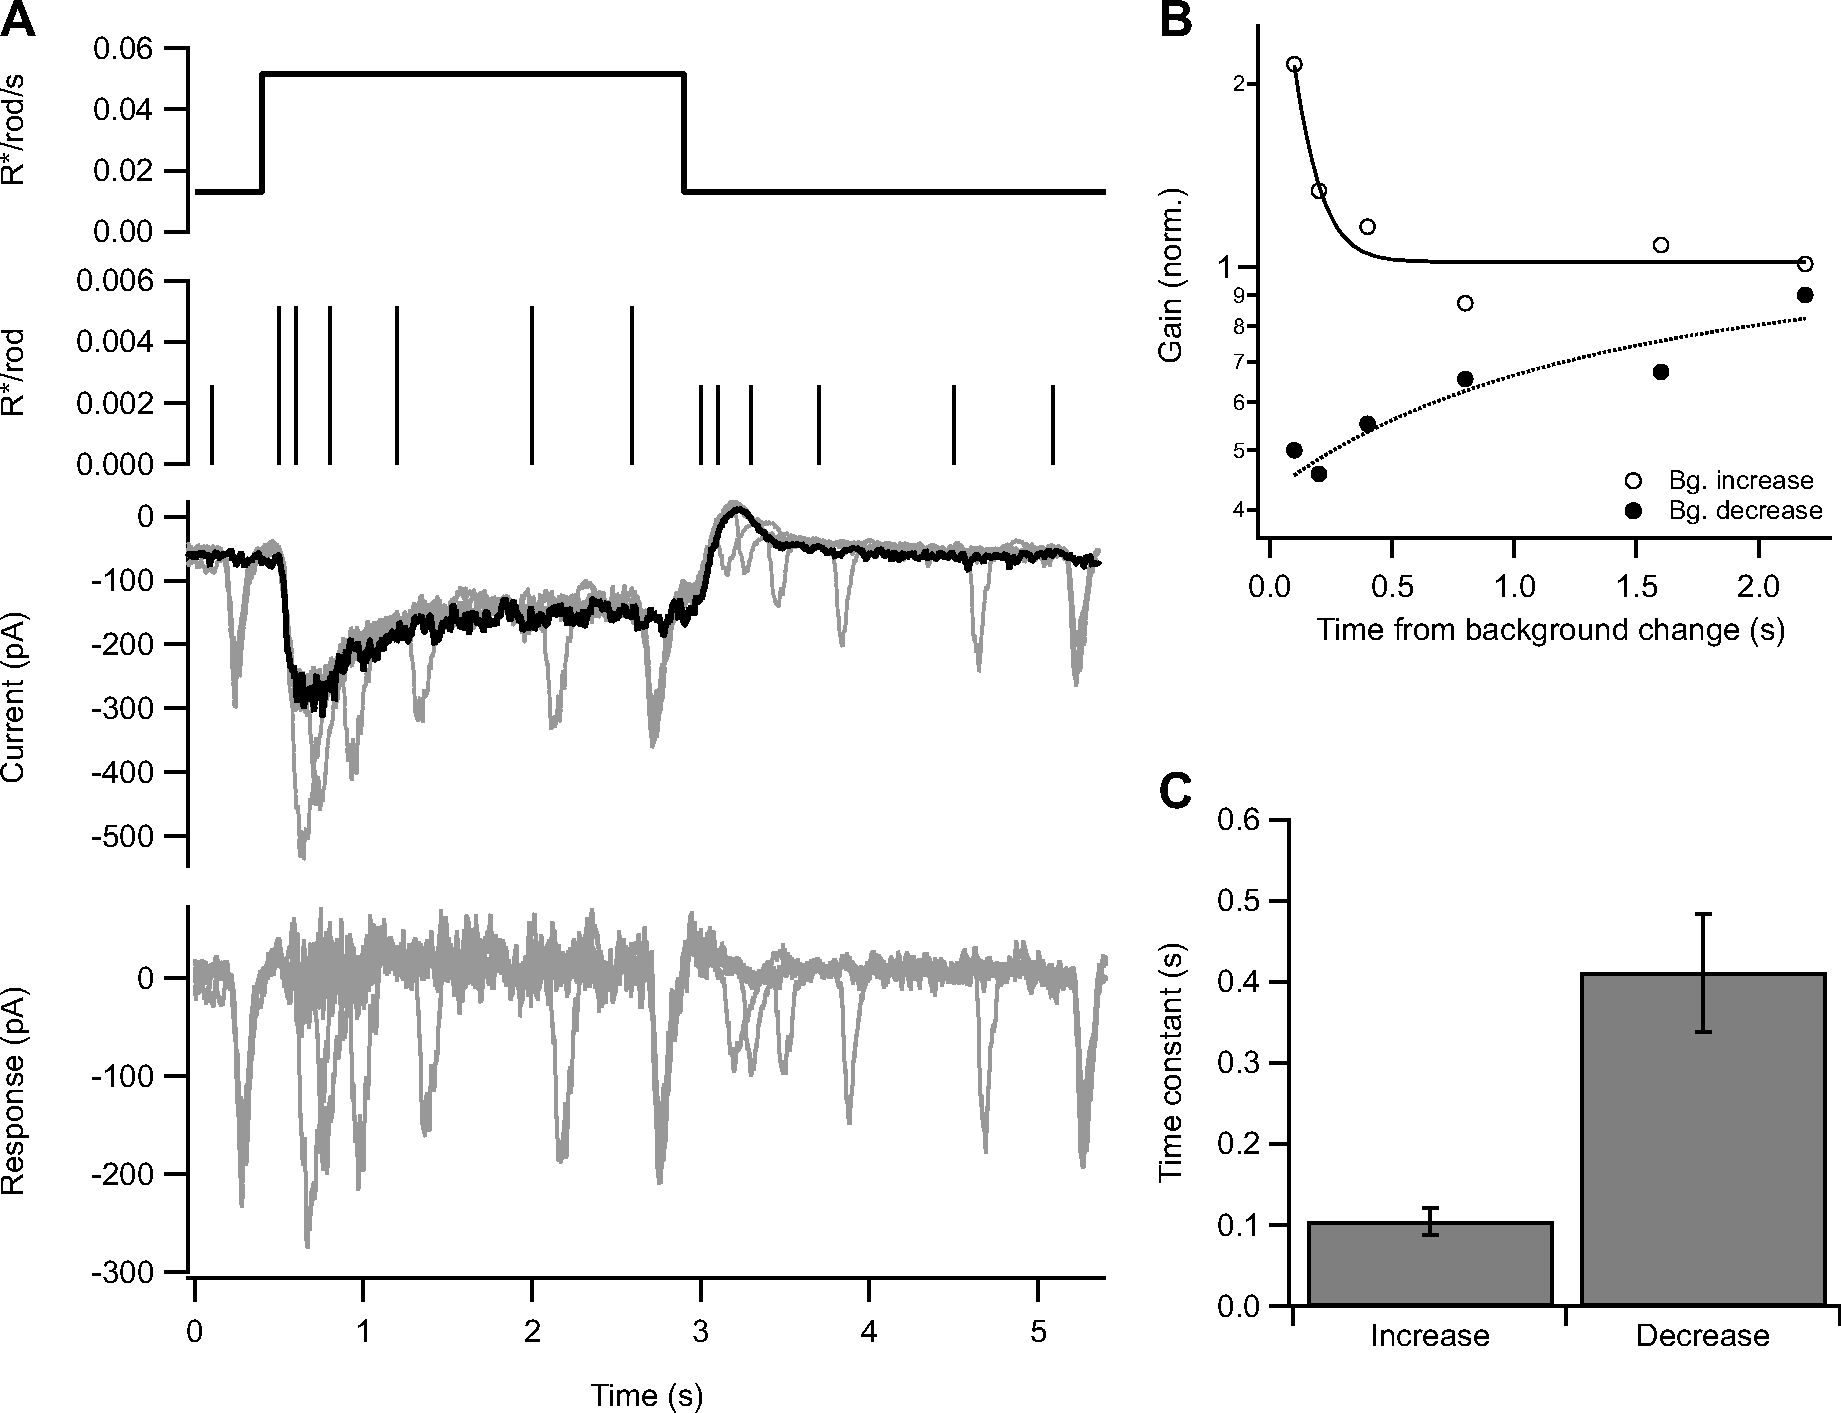 A
0.06
0.04
0.02
0.00
R*/rod/s
0.006
0.004
0.002
0.000
R*/rod
0
-100
-200
-300
-400
-500
Current (pA)
0
-100
-200
-300
Response (pA)
0 1 2 3 4 5
Time (s)
B
2
1
9
8
7
6
5
4
Gain (norm.)
Bg. increase
Bg. decrease
0.0 0.5 1.0 1.5 2.0
Time from background change (s)
C
0.6
0.5
0.4
0.3
0.2
0.1
0.0
Time constant (s)
Increase Decrease